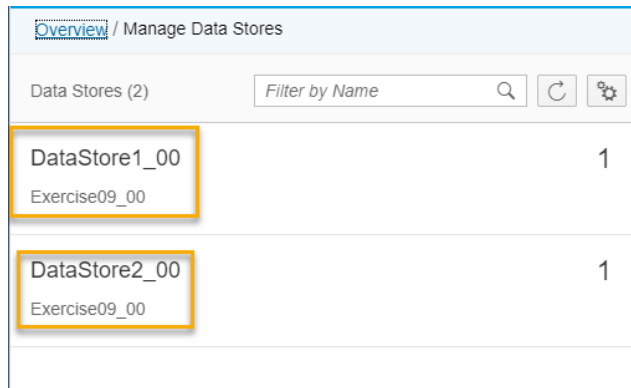 Overview / Manage Data Stores
Data Stores (2) Filter by Name
DataStore1_00 1
Exercise09_00
DataStore2_00 1
Exercise09_00